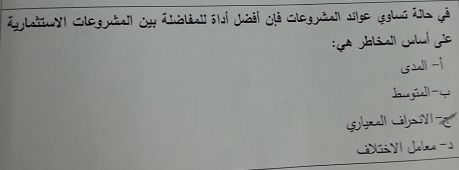 في حالة تساوي عوائد المشروعات فإن أفضل أداة للمفاضلة بين المشروعات الاستثمارية
على أساس المخاطر هي:
أ- المدى
ب- المتوسط
ج- الانحراف المعياري
د- معامل الاختلاف